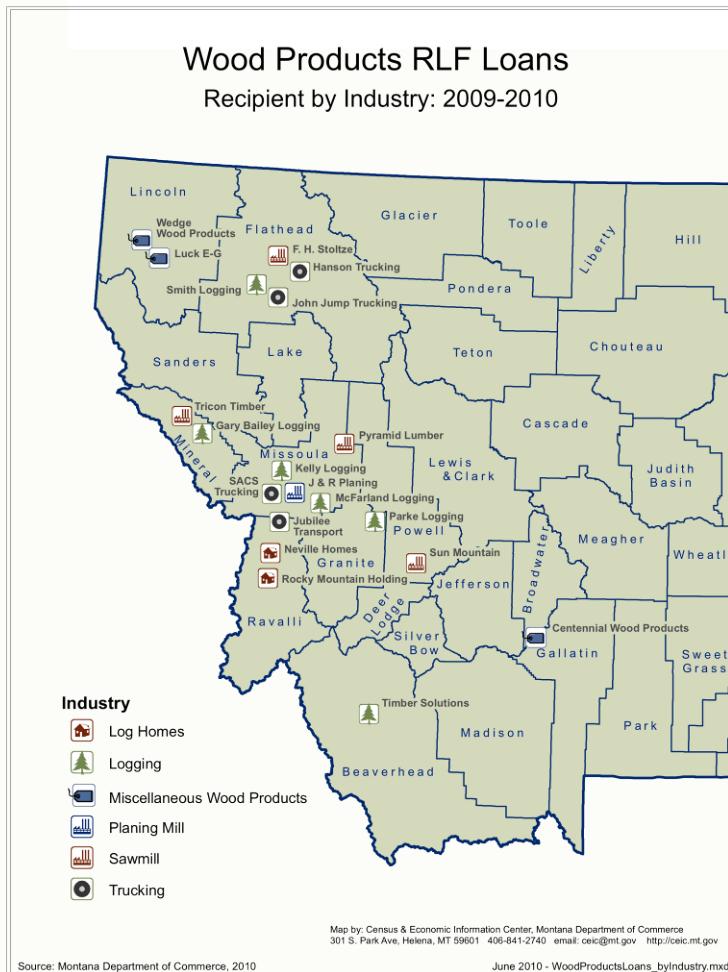 Wood Products RLF Loans
Recipient by Industry: 2009-2010
Lincoln
Wedge
Wood Products
Luck E-G
Flathead
F. H. Stoltze
Hanson Trucking
Smith Logging
John Jump Trucking
Glacier
Toole
Liberty
Hill
Pondera
Sanders
Lake
Teton
Chouteau
Tricon Timber
Gary Bailey Logging
Mineral
Missoula
Pyramid Lumber
Cascade
Lewis
&Clark
Judith
Basin
Kelly Logging
SACS
Trucking
J & R Planing
McFarland Logging
Jubilee
Transport
Parke Logging
Powell
Neville Homes
Granite
Sun Mountain
Rocky Mountain Holding
Jefferson
Broadwater
Meagher
Wheatl
Ravalli
Deer
Lodge
Silver
Bow
Centennial Wood Products
Gallatin
Sweet
Grass
Timber Solutions
Madison
Park
Beaverhead
Industry
Log Homes
Logging
Miscellaneous Wood Products
Planing Mill
Sawmill
Trucking
Map by: Census & Economic Information Center, Montana Department of Commerce
301 S. Park Ave, Helena, MT 59601 406-841-2740 email: ceic@mt.gov http://ceic.mt.gov
Source: Montana Department of Commerce, 2010
June 2010 - WoodProductsLoans_byIndustry.mxd